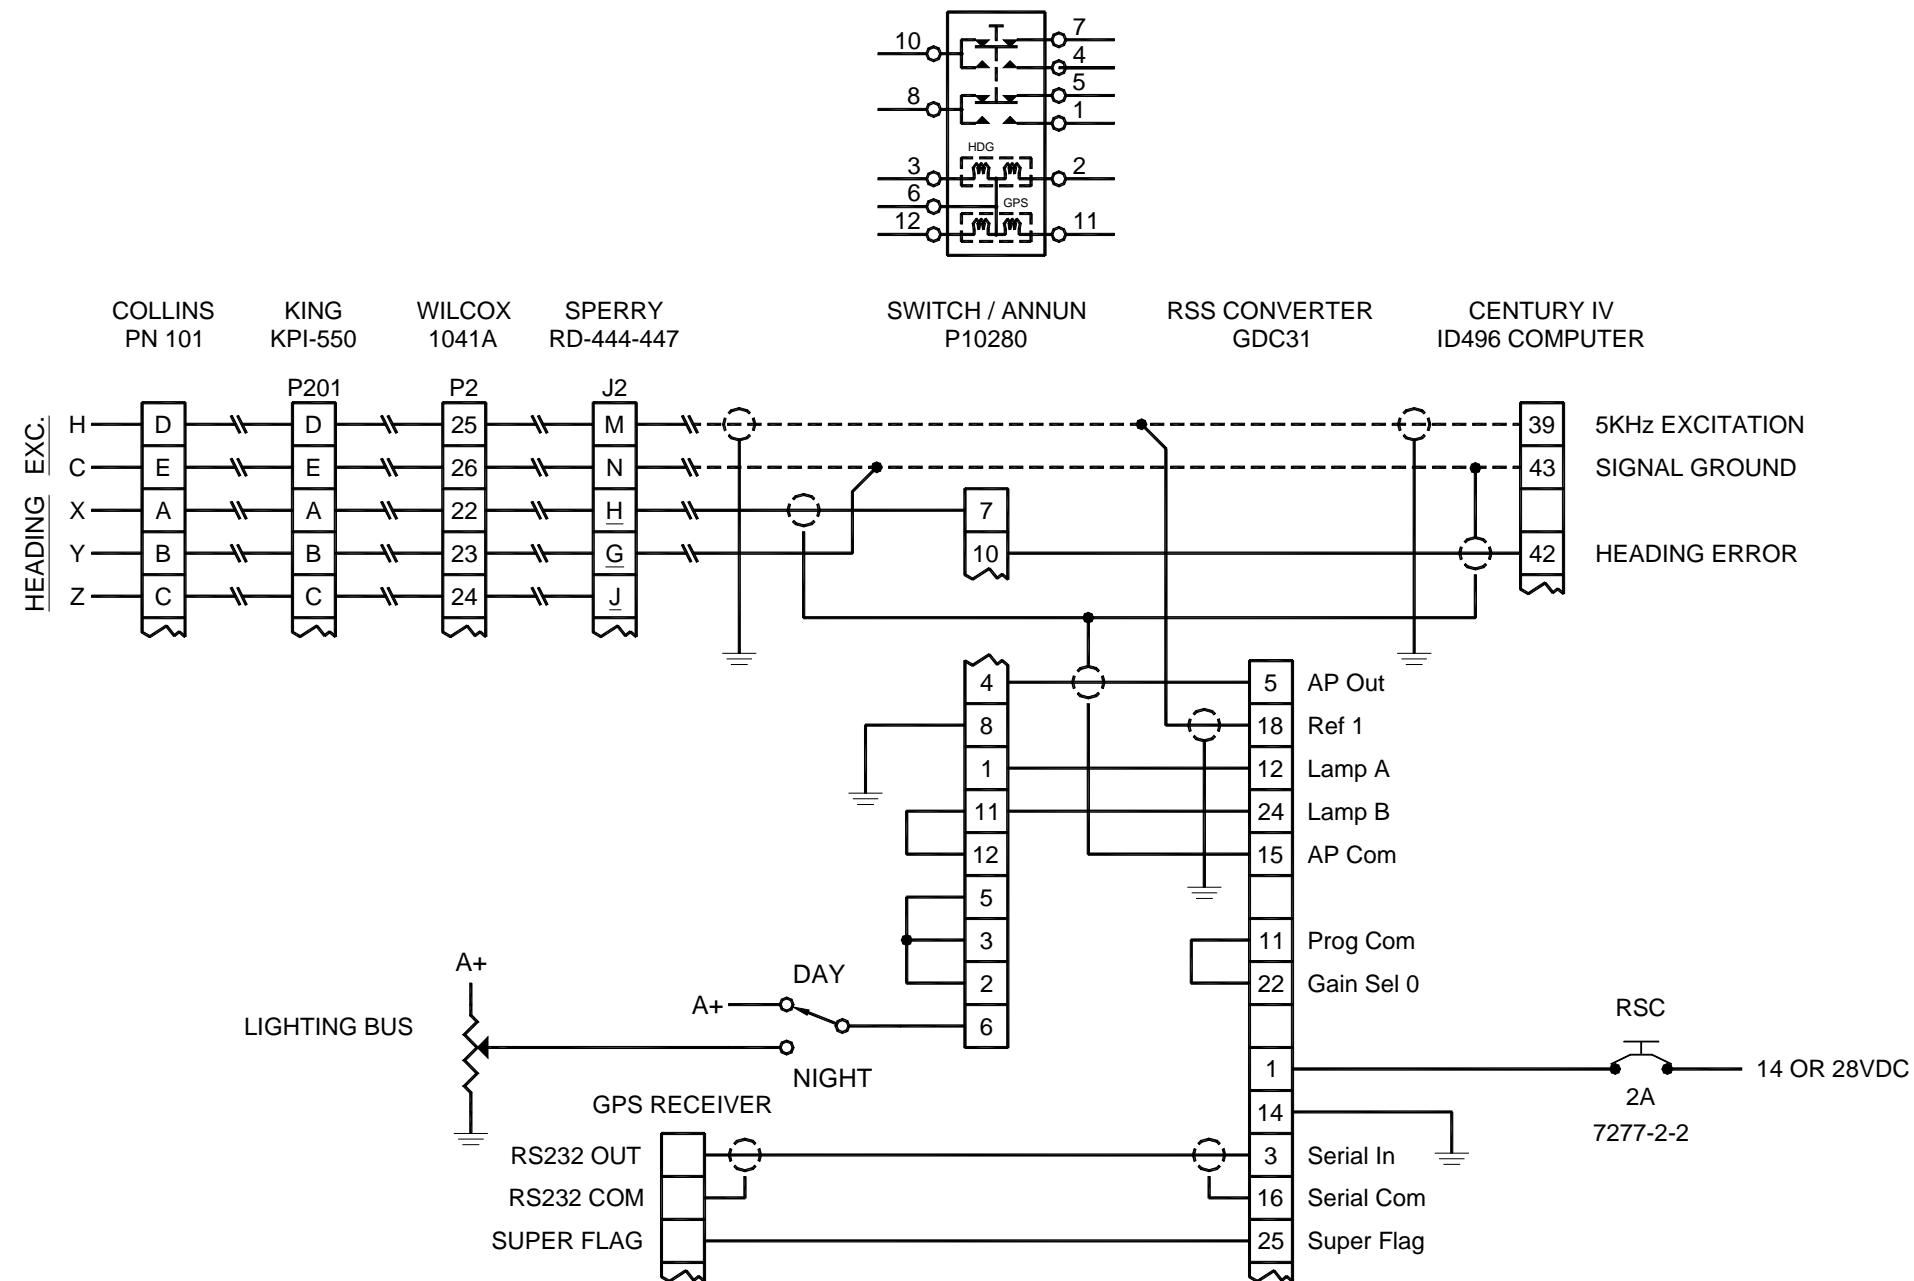 10 7
4
8 5
1
HDG
3 2
6 GPS
12 11
COLLINS KING WILCOX SPERRY SWITCH / ANNUN RSS CONVERTER CENTURY IV
PN 101 KPI-550 1041A RD-444-447 P10280 GDC31 ID496 COMPUTER
P201 P2 J2
HEADING EXC.
H D D 25 M 39 5KHz EXCITATION
C E E 26 N 43 SIGNAL GROUND
X A A 22 H 7
Y B B 23 G 10 42 HEADING ERROR
Z C C 24 J
4 5 AP Out
8 18 Ref 1
1 12 Lamp A
11 24 Lamp B
12 15 AP Com
5
3 11 Prog Com
A+ DAY 2 22 Gain Sel 0
A+ RSC
LIGHTING BUS 6
1 14 OR 28VDC
NIGHT 2A
GPS RECEIVER 14
7277-2-2
RS232 OUT 3 Serial In
RS232 COM 16 Serial Com
SUPER FLAG 25 Super Flag